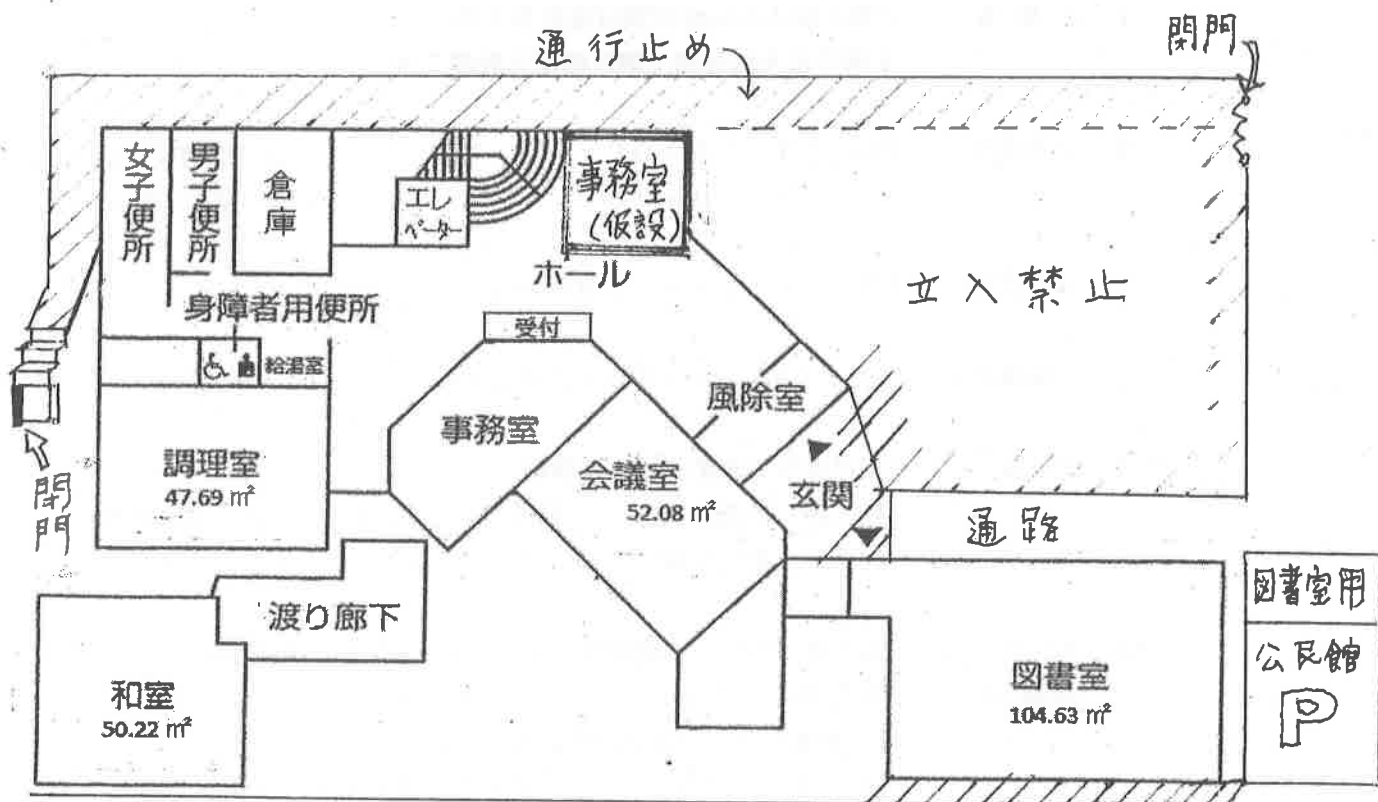 通行止め
閉門
女子便所
男子便所
倉庫
エレ
ベーター
事務室
(仮設)
ホール
立入禁止
身障者用便所
受付
給湯室
風除室
事務室
調理室
47.69 ㎡
会議室
52.08 ㎡
玄関
閉門
通路
渡り廊下
図書室用
公民館
P
和室
50.22 ㎡
図書室
104.63 ㎡